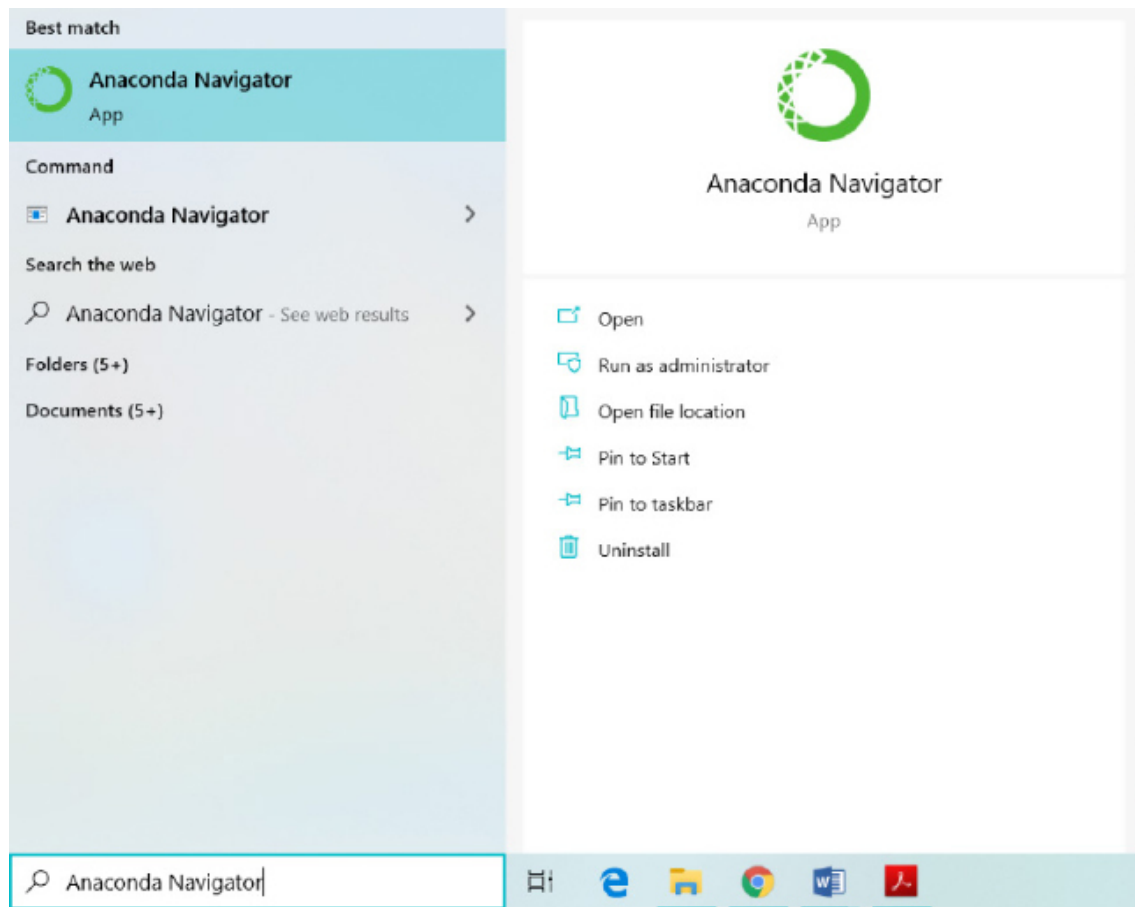 Best match
Anaconda Navigator
App
Command
Anaconda Navigator
Search the web
Anaconda Navigator - See web results
Folders (5+)
Documents (5+)
Anaconda Navigator
App
Open
Run as administrator
Open file location
Pin to Start
Pin to taskbar
Uninstall
Anaconda Navigator